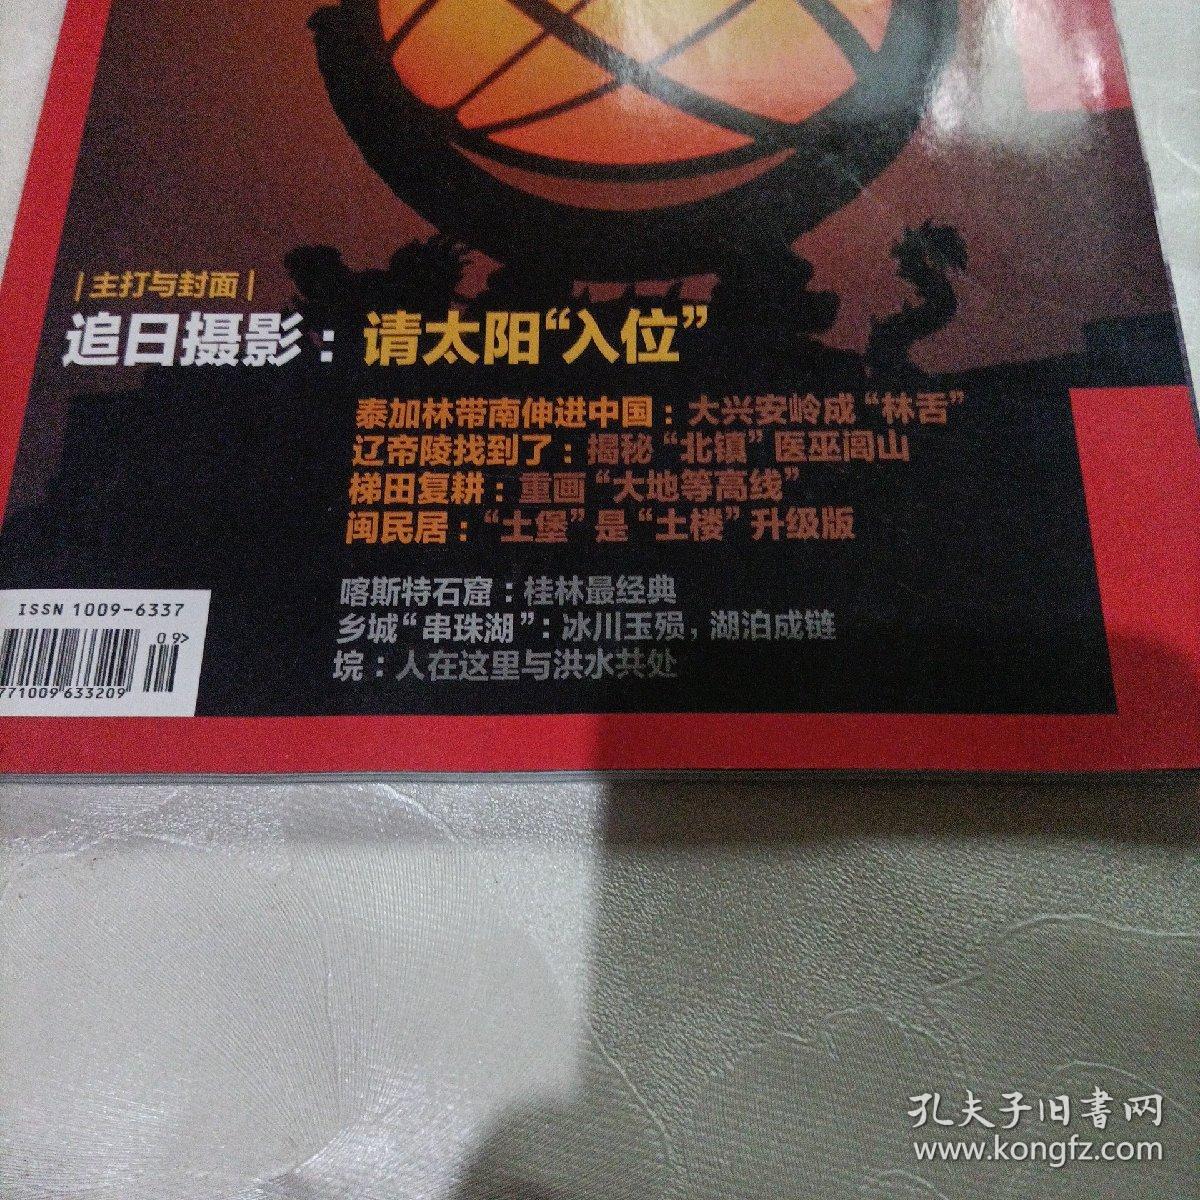 |主打与封面|
追日摄影：请太阳“入位”
泰加林带南伸进中国：大兴安岭成“林舌”
辽帝陵找到了：揭秘“北镇”医巫闾山
梯田复耕：重画“大地等高线”
闽民居：“土堡”是“土楼”升级版
喀斯特石窟：桂林最经典
乡城“串珠湖”：冰川玉殒，湖泊成链
垸：人在这里与洪水共处
ISSN 1009-6337
09>
771009 633209
孔夫子旧書网
www.kongfz.com